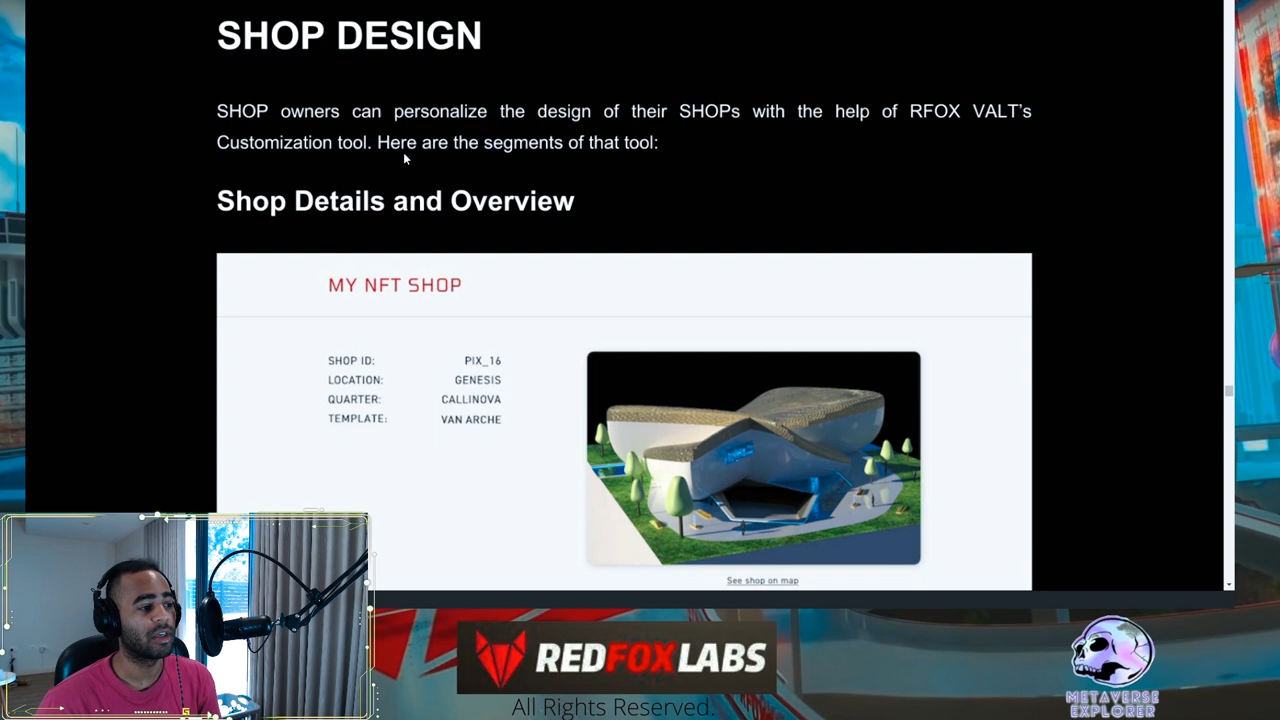 SHOP DESIGN
SHOP owners can personalize the design of their SHOPs with the help of RFOX VALT's
Customization tool. Here are the segments of that tool:
Shop Details and Overview
MY NFT SHOP
SHOP ID: PIX_16
LOCATION: GENESIS
QUARTER: CALLINOVA
TEMPLATE: VAN ARCHE
See shop on map
REDFOXLABS
All Rights Reserved.
METAVERSE
EXPLORER